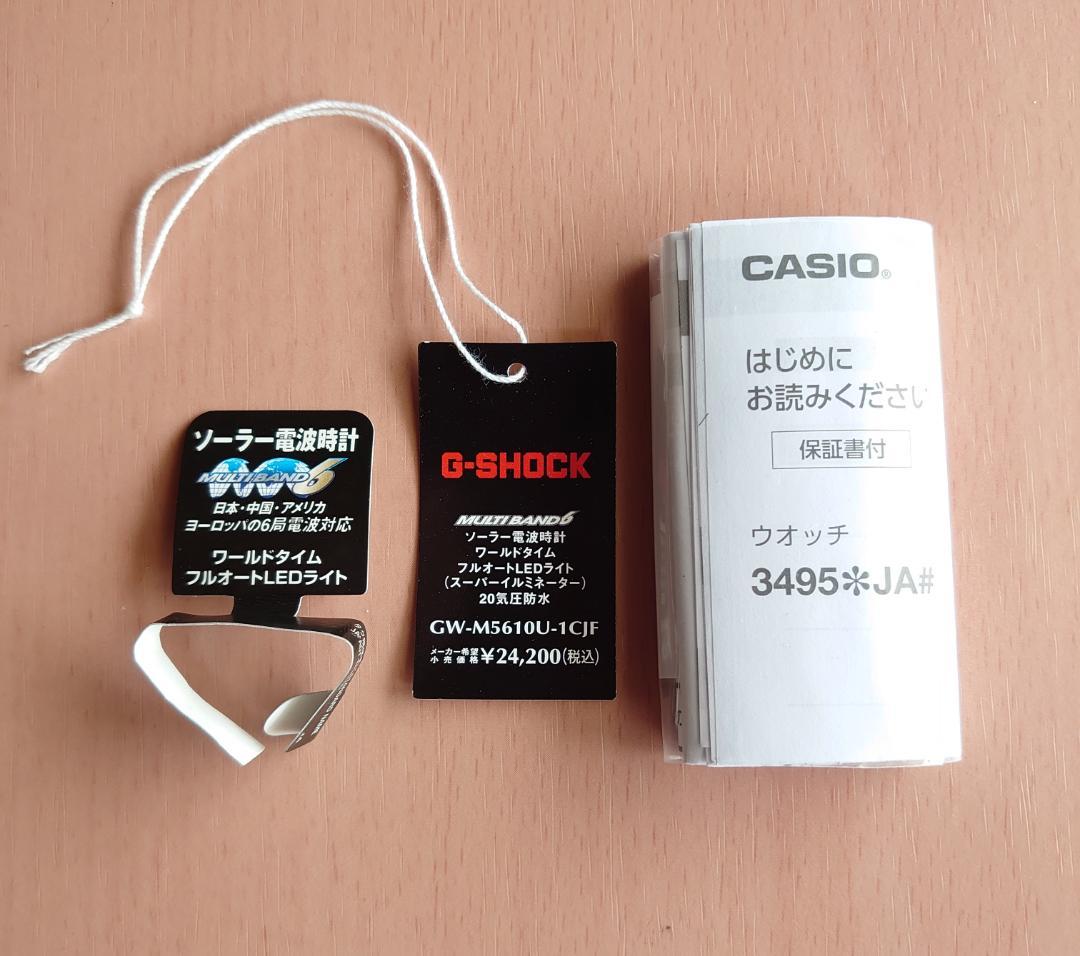 ソーラー電波時計
MULTIBAND6
日本・中国・アメリカ
ヨーロッパの6局電波対応
ワールドタイム
フルオートLEDライト
G-SHOCK
MULTIBAND6
ソーラー電波時計
ワールドタイム
フルオートLEDライト
(スーパーイルミネーター)
20気圧防水
GW-M5610U-1CJF
メーカー希望小売価格 ¥24,200(税込)
CASIO®
はじめに
お読みください
保証書付
ウオッチ
3495✻JA#